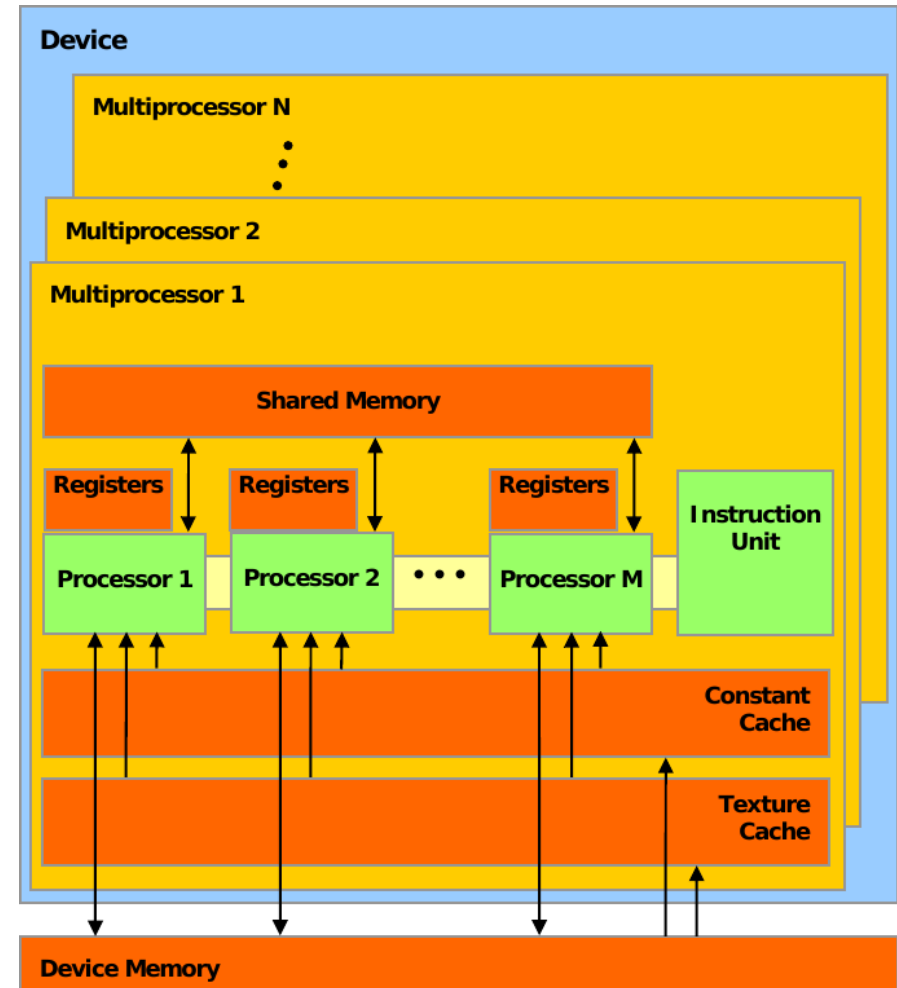 Device
Multiprocessor N
Multiprocessor 2
Multiprocessor 1
Shared Memory
Registers
Registers
Registers
Instruction
Unit
Processor 1
Processor 2
Processor M
Constant
Cache
Texture
Cache
Device Memory